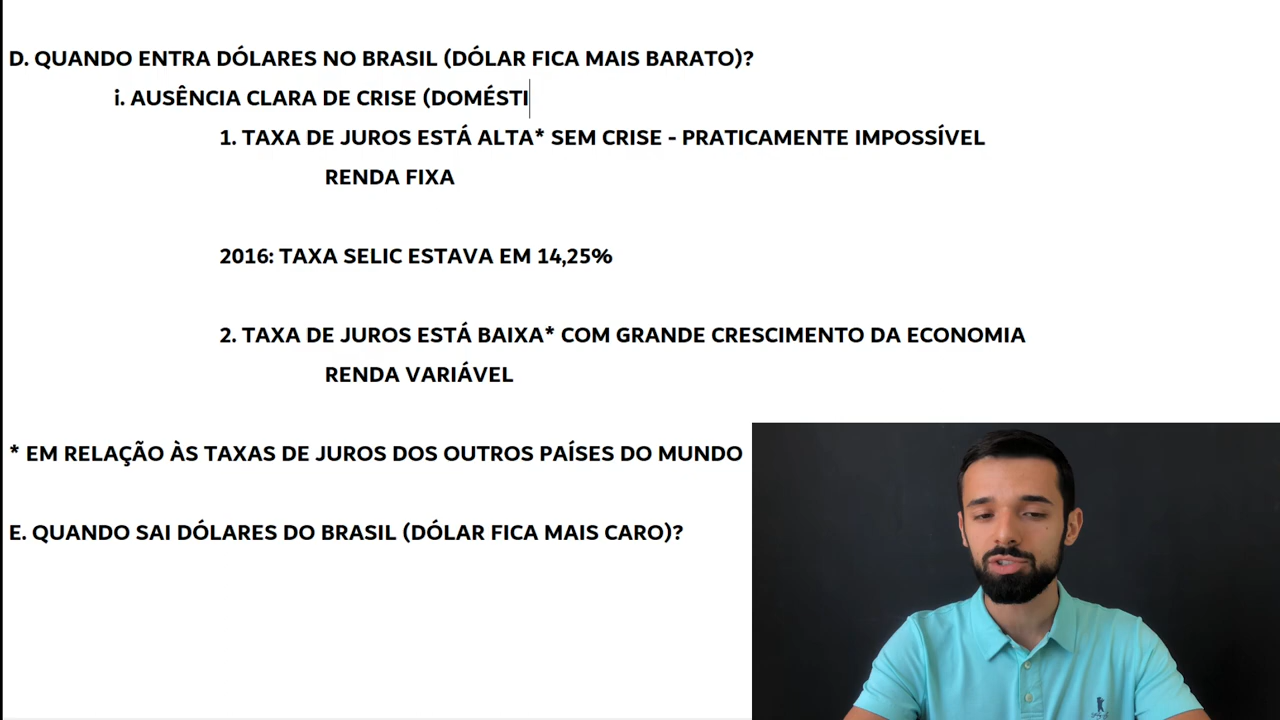 D. QUANDO ENTRA DÓLARES NO BRASIL (DÓLAR FICA MAIS BARATO)?
i. AUSÊNCIA CLARA DE CRISE (DOMÉSTI
1. TAXA DE JUROS ESTÁ ALTA* SEM CRISE - PRATICAMENTE IMPOSSÍVEL
RENDA FIXA
2016: TAXA SELIC ESTAVA EM 14,25%
2. TAXA DE JUROS ESTÁ BAIXA* COM GRANDE CRESCIMENTO DA ECONOMIA
RENDA VARIÁVEL
* EM RELAÇÃO ÀS TAXAS DE JUROS DOS OUTROS PAÍSES DO MUNDO
E. QUANDO SAI DÓLARES DO BRASIL (DÓLAR FICA MAIS CARO)?